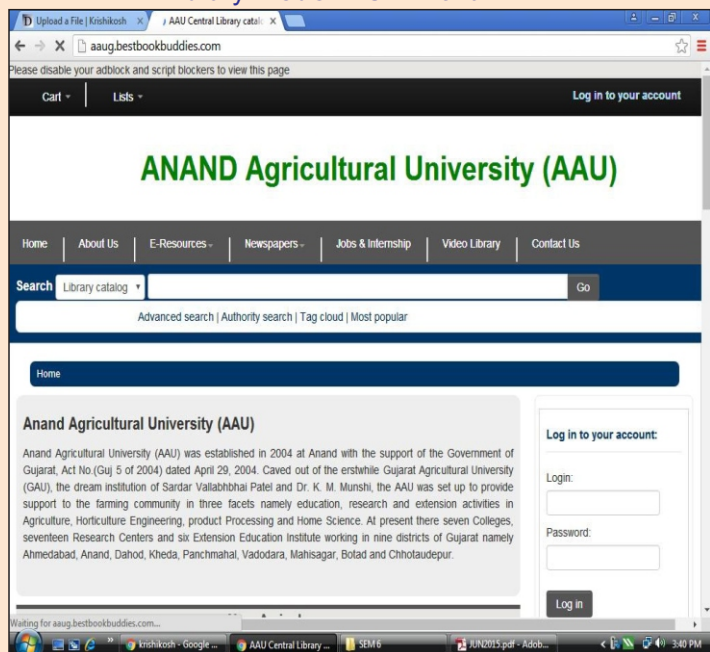 Upload a File | Krishikosh
AAU Central Library catal
aaug.bestbookbuddies.com
Please disable your adblock and script blockers to view this page
Cart Lists Log in to your account
ANAND Agricultural University (AAU)
Home About Us E-Resources Newspapers Jobs & Internship Video Library Contact Us
Search Library catalog Go
Advanced search | Authority search | Tag cloud | Most popular
Home
Anand Agricultural University (AAU)
Anand Agricultural University (AAU) was established in 2004 at Anand with the support of the Government of
Gujarat, Act No.(Guj 5 of 2004) dated April 29, 2004. Caved out of the erstwhile Gujarat Agricultural University
(GAU), the dream institution of Sardar Vallabhbhai Patel and Dr. K. M. Munshi, the AAU was set up to provide
support to the farming community in three facets namely education, research and extension activities in
Agriculture, Horticulture Engineering, product Processing and Home Science. At present there seven Colleges,
seventeen Research Centers and six Extension Education Institute working in nine districts of Gujarat namely
Ahmedabad, Anand, Dahod, Kheda, Panchmahal, Vadodara, Mahisagar, Botad and Chhotaudepur.
Log in to your account:
Login:
Password:
Log in
Waiting for aaug.bestbookbuddies.com...
krishikosh - Google ... AAU Central Library ... SEM 6 JUN2015.pdf - Adob... 3:40 PM